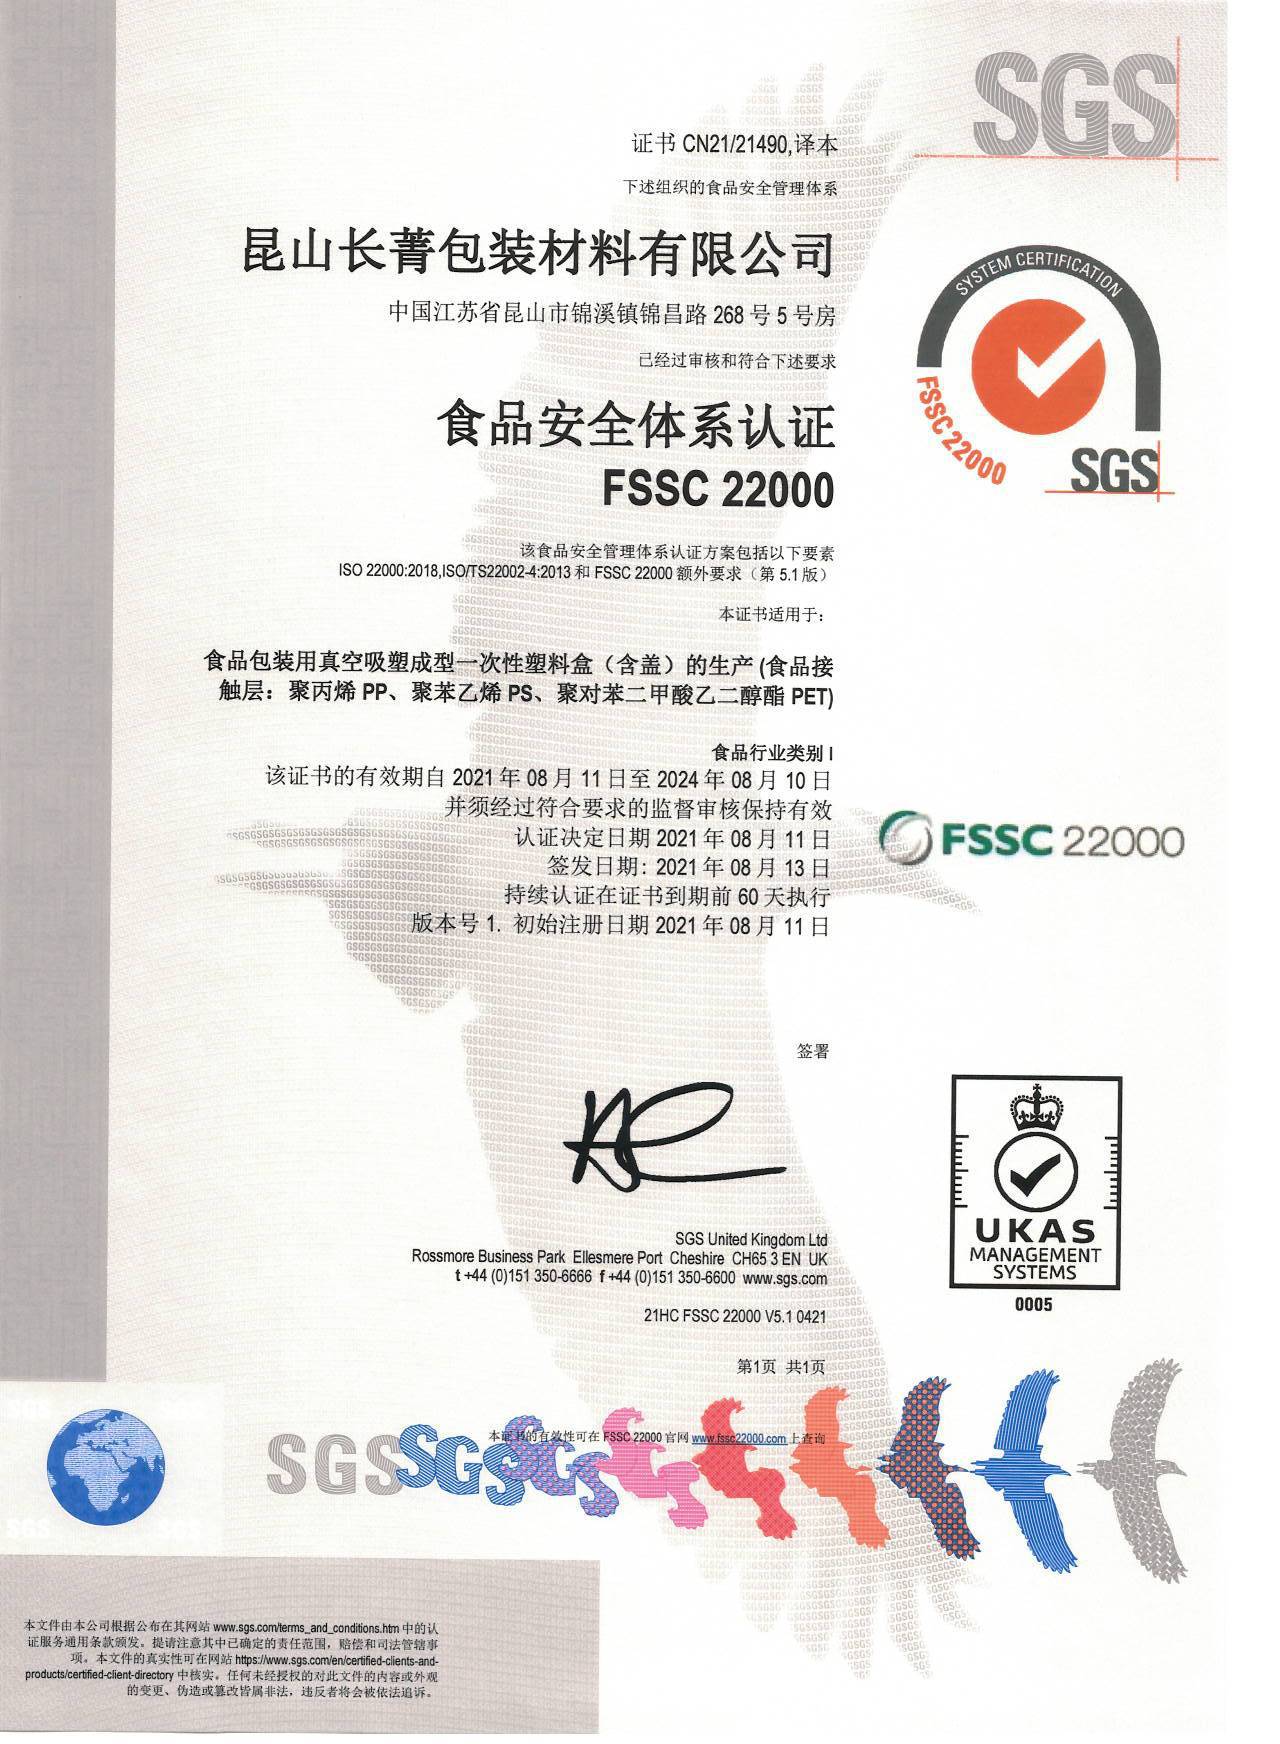 SGS
证书 CN21/21490,译本
下述组织的食品安全管理体系
昆山长菁包装材料有限公司
中国江苏省昆山市锦溪镇锦昌路 268 号 5 号房
已经过审核和符合下述要求
SYSTEM CERTIFICATION
FSSC 22000
SGS
食品安全体系认证
FSSC 22000
该食品安全管理体系认证方案包括以下要素
ISO 22000:2018,ISO/TS22002-4:2013 和 FSSC 22000 额外要求（第 5.1 版）
本证书适用于:
食品包装用真空吸塑成型一次性塑料盒（含盖）的生产 (食品接
触层：聚丙烯 PP、聚苯乙烯 PS、聚对苯二甲酸乙二醇酯 PET)
食品行业类别 I
该证书的有效期自 2021 年 08 月 11 日至 2024 年 08 月 10 日
并须经过符合要求的监督审核保持有效
认证决定日期 2021 年 08 月 11 日
签发日期: 2021 年 08 月 13 日
持续认证在证书到期前 60 天执行
版本号 1. 初始注册日期 2021 年 08 月 11 日
FSSC 22000
签署
SGS United Kingdom Ltd
Rossmore Business Park Ellesmere Port Cheshire CH65 3 EN UK
t +44 (0)151 350-6666 f +44 (0)151 350-6600 www.sgs.com
21HC FSSC 22000 V5.1 0421
第1页 共1页
UKAS
MANAGEMENT
SYSTEMS
0005
本证书的有效性可在 FSSC 22000 官网 www.fssc22000.com 上查询
SGS SGS SGS
本文件由本公司根据公布在其网站 www.sgs.com/terms_and_conditions.htm 中的认
证服务通用条款颁发。提请注意其中已确定的责任范围，赔偿和司法管辖事
项。本文件的真实性可在网站 https://www.sgs.com/en/certified-clients-and-
products/certified-client-directory 中核实。任何未经授权的对此文件的内容或外观
的变更、伪造或篡改皆属非法，违反者将会被依法追诉。